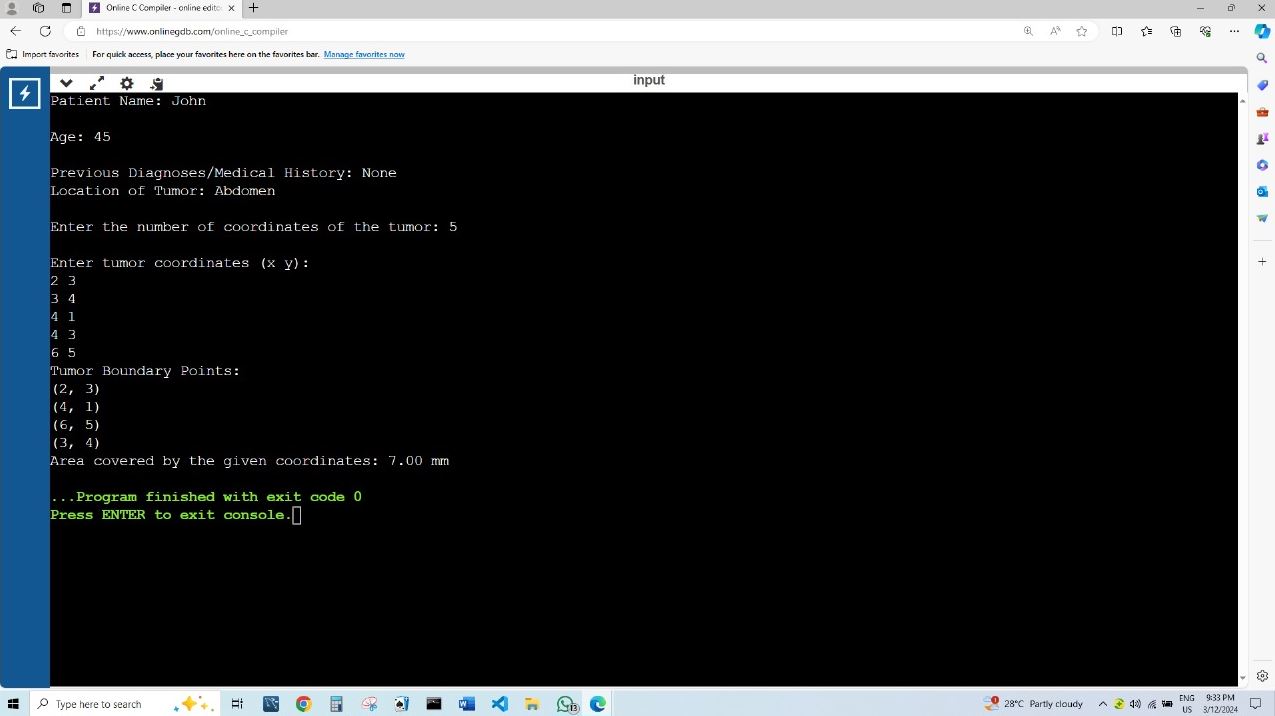 Online C Compiler - online edito
https://www.onlinegdb.com/online_c_compiler
Import favorites For quick access, place your favorites here on the favorites bar. Manage favorites now
input
Patient Name: John
Age: 45
Previous Diagnoses/Medical History: None
Location of Tumor: Abdomen
Enter the number of coordinates of the tumor: 5
Enter tumor coordinates (x y):
2 3
3 4
4 1
4 3
6 5
Tumor Boundary Points:
(2, 3)
(4, 1)
(6, 5)
(3, 4)
Area covered by the given coordinates: 7.00 mm
...Program finished with exit code 0
Press ENTER to exit console.
Type here to search
13
1
28°C Partly cloudy
ENG
US
9:33 PM
3/12/2024